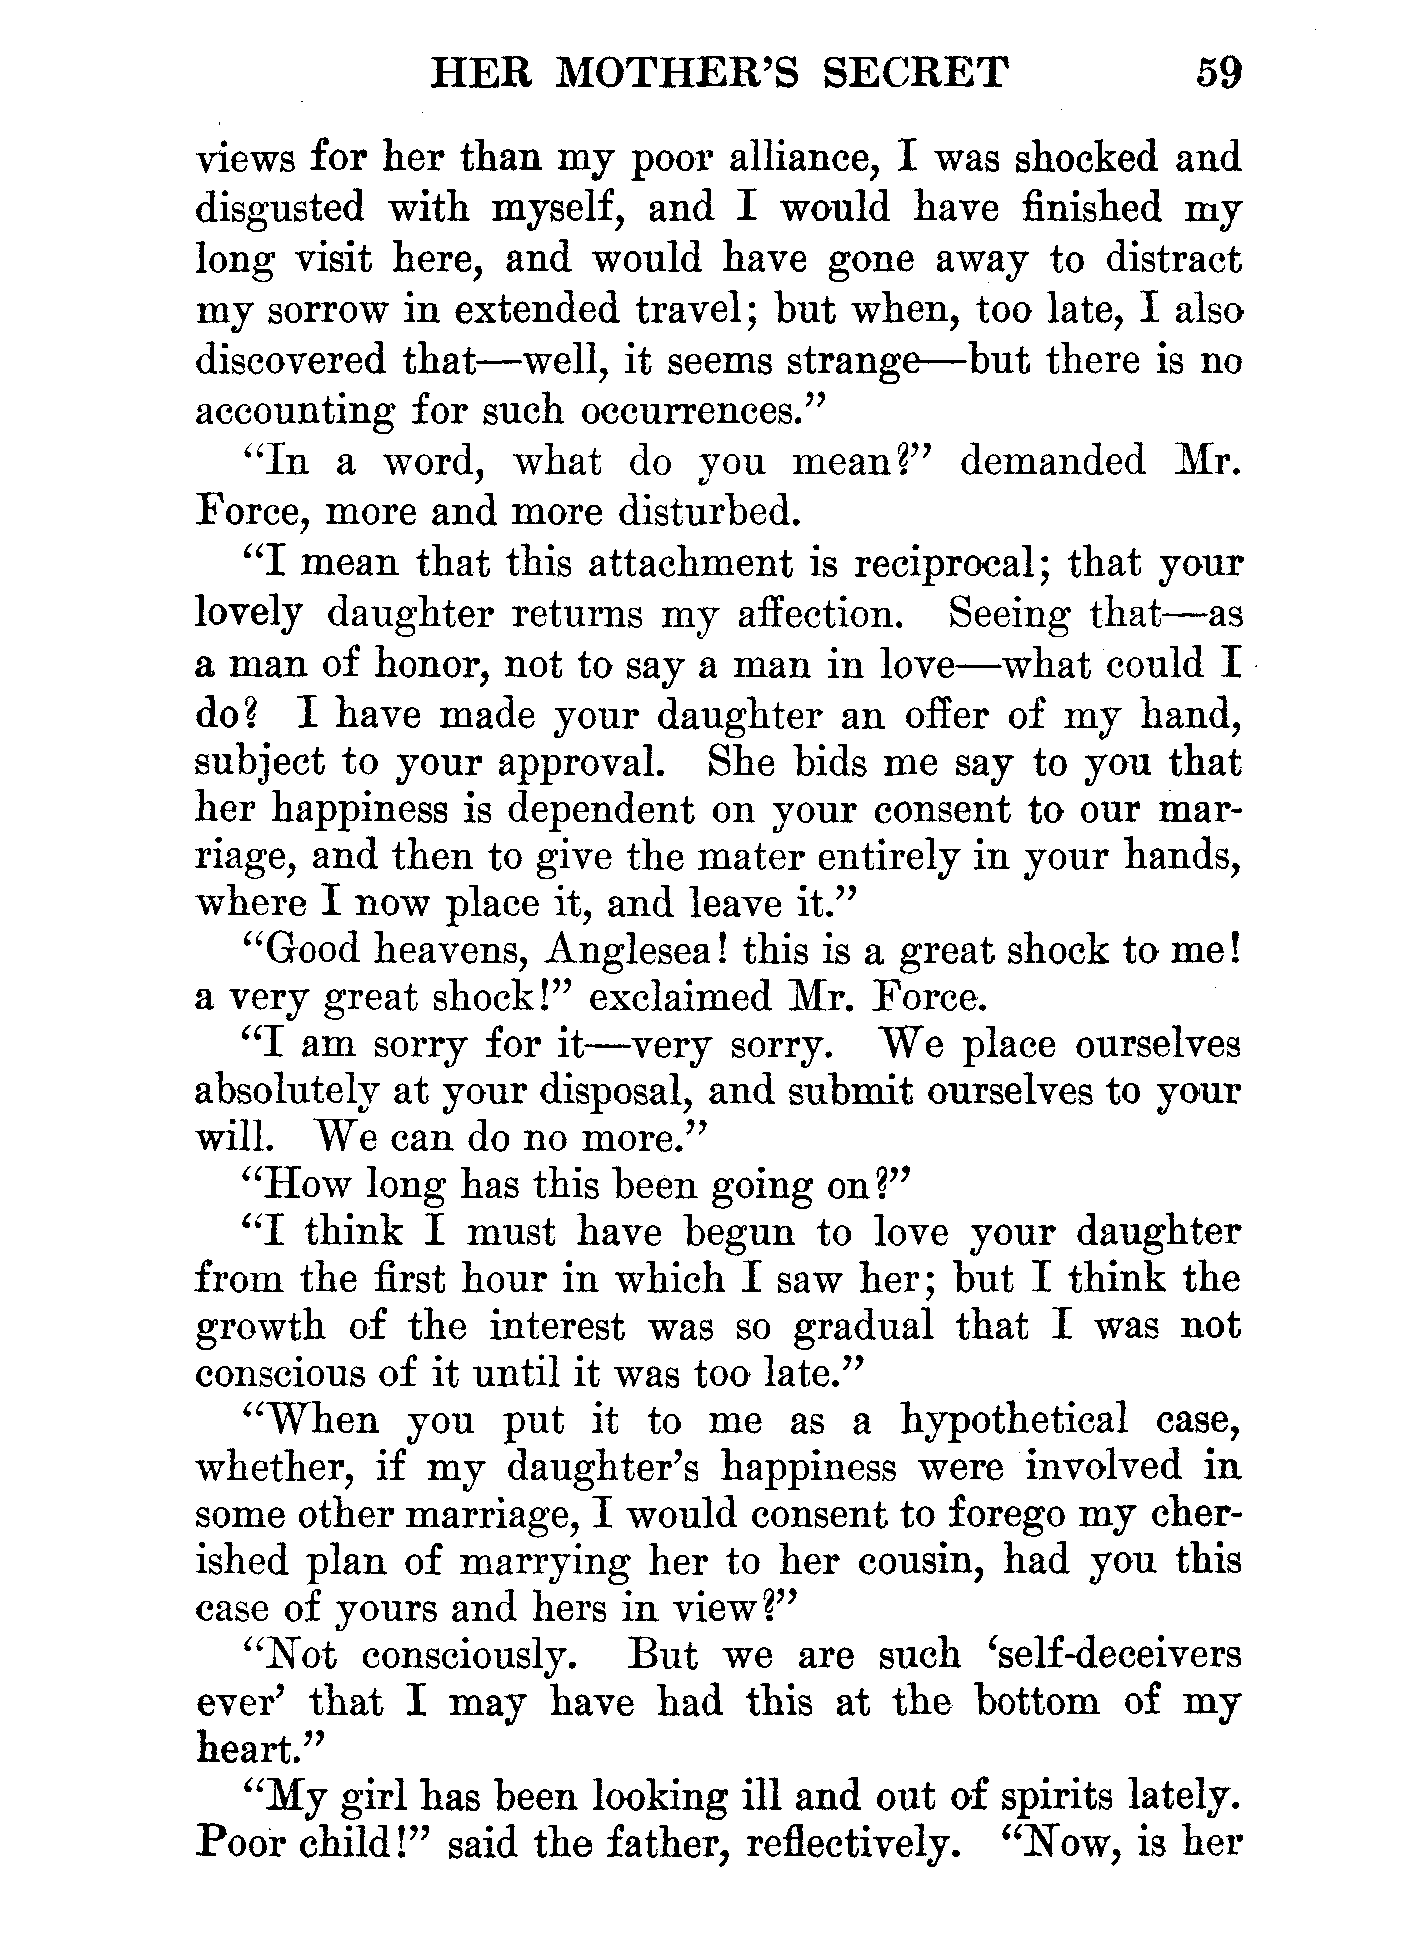 HER MOTHER'S SECRET 59
views for her than my poor alliance, I was shocked and
disgusted with myself, and I would have finished my
long visit here, and would have gone away to distract
my sorrow in extended travel; but when, too late, I also
discovered that—well, it seems strange—but there is no
accounting for such occurrences.”
“In a word, what do you mean?” demanded Mr.
Force, more and more disturbed.
“I mean that this attachment is reciprocal; that your
lovely daughter returns my affection. Seeing that—as
a man of honor, not to say a man in love—what could I
do? I have made your daughter an offer of my hand,
subject to your approval. She bids me say to you that
her happiness is dependent on your consent to our mar-
riage, and then to give the mater entirely in your hands,
where I now place it, and leave it.”
“Good heavens, Anglesea! this is a great shock to me!
a very great shock!” exclaimed Mr. Force.
“I am sorry for it—very sorry. We place ourselves
absolutely at your disposal, and submit ourselves to your
will. We can do no more.”
“How long has this been going on?”
“I think I must have begun to love your daughter
from the first hour in which I saw her; but I think the
growth of the interest was so gradual that I was not
conscious of it until it was too late.”
“When you put it to me as a hypothetical case,
whether, if my daughter's happiness were involved in
some other marriage, I would consent to forego my cher-
ished plan of marrying her to her cousin, had you this
case of yours and hers in view?”
“Not consciously. But we are such ‘self-deceivers
ever’ that I may have had this at the bottom of my
heart.”
“My girl has been looking ill and out of spirits lately.
Poor child!” said the father, reflectively. “Now, is her